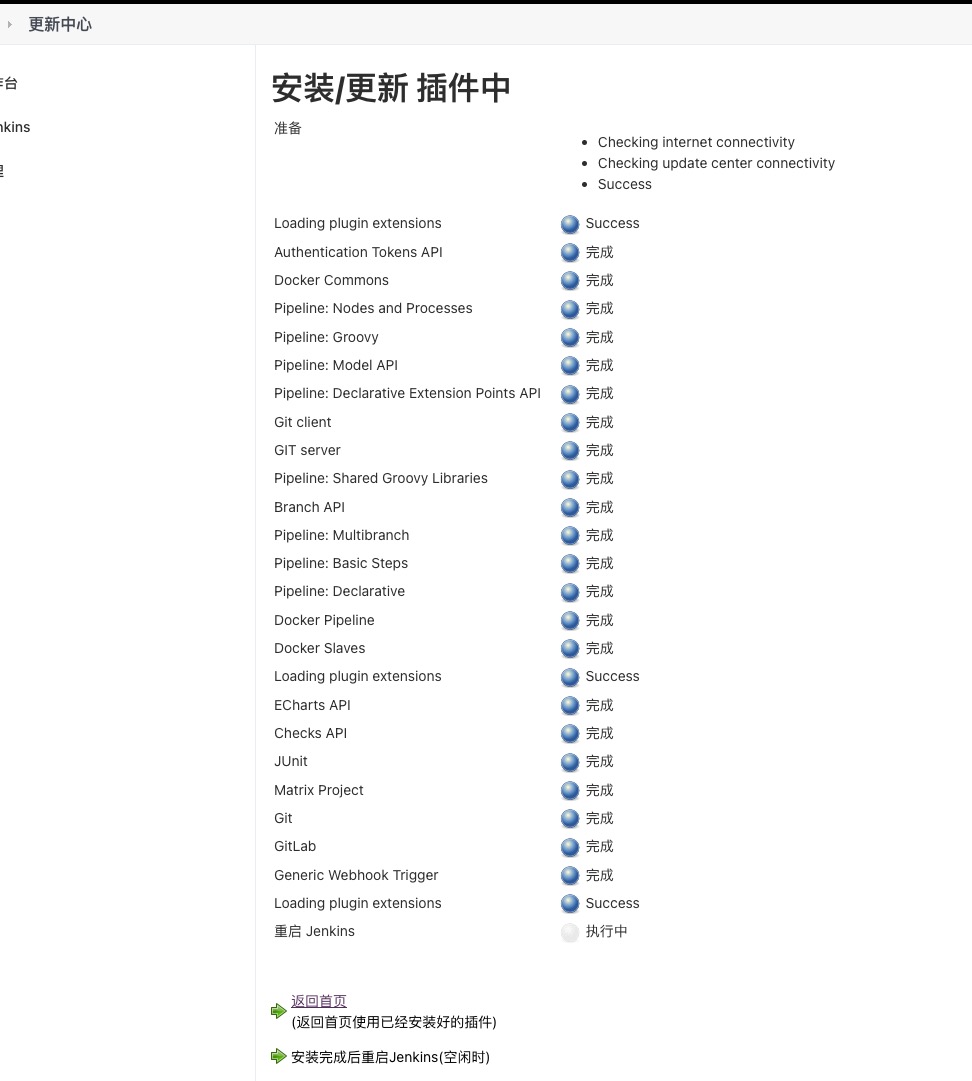 更新中心
台
nkins
安装/更新 插件中
准备
Checking internet connectivity
Checking update center connectivity
Success
Loading plugin extensions Success
Authentication Tokens API 完成
Docker Commons 完成
Pipeline: Nodes and Processes 完成
Pipeline: Groovy 完成
Pipeline: Model API 完成
Pipeline: Declarative Extension Points API 完成
Git client 完成
GIT server 完成
Pipeline: Shared Groovy Libraries 完成
Branch API 完成
Pipeline: Multibranch 完成
Pipeline: Basic Steps 完成
Pipeline: Declarative 完成
Docker Pipeline 完成
Docker Slaves 完成
Loading plugin extensions Success
ECharts API 完成
Checks API 完成
JUnit 完成
Matrix Project 完成
Git 完成
GitLab 完成
Generic Webhook Trigger 完成
Loading plugin extensions Success
重启 Jenkins 执行中
返回首页
(返回首页使用已经安装好的插件)
安装完成后重启Jenkins(空闲时)